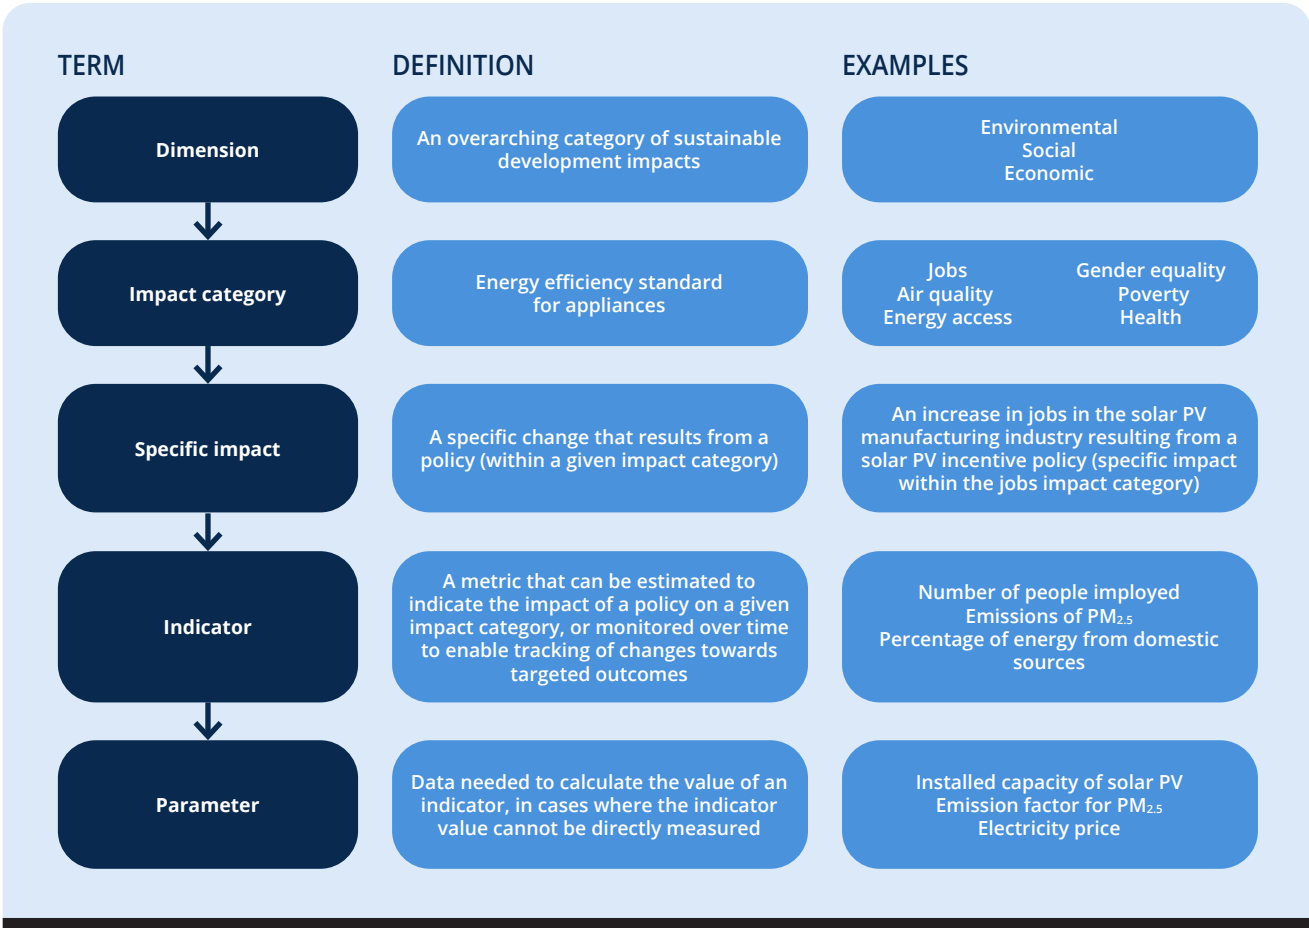 TERM
DEFINITION
EXAMPLES
Dimension
An overarching category of sustainable
development impacts
Environmental
Social
Economic
Impact category
Energy efficiency standard
for appliances
Jobs
Air quality
Energy access
Gender equality
Poverty
Health
Specific impact
A specific change that results from a
policy (within a given impact category)
An increase in jobs in the solar PV
manufacturing industry resulting from a
solar PV incentive policy (specific impact
within the jobs impact category)
Indicator
A metric that can be estimated to
indicate the impact of a policy on a given
impact category, or monitored over time
to enable tracking of changes towards
targeted outcomes
Number of people imployed
Emissions of PM2.5
Percentage of energy from domestic
sources
Parameter
Data needed to calculate the value of an
indicator, in cases where the indicator
value cannot be directly measured
Installed capacity of solar PV
Emission factor for PM2.5
Electricity price